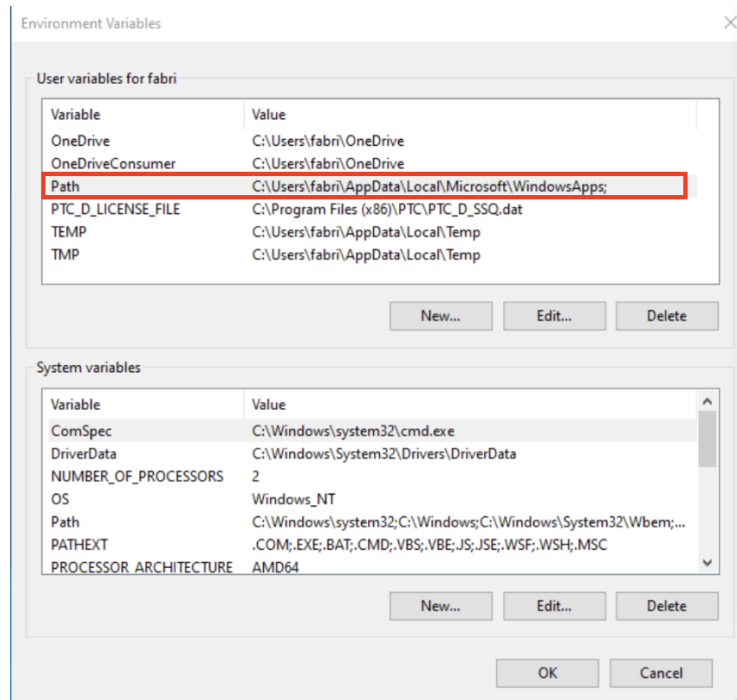 Environment Variables
User variables for fabri
Variable Value
OneDrive C:\Users\fabri\OneDrive
OneDriveConsumer C:\Users\fabri\OneDrive
Path C:\Users\fabri\AppData\Local\Microsoft\WindowsApps;
PTC_D_LICENSE_FILE C:\Program Files (x86)\PTC\PTC_D_SSQ.dat
TEMP C:\Users\fabri\AppData\Local\Temp
TMP C:\Users\fabri\AppData\Local\Temp
New... Edit... Delete
System variables
Variable Value
ComSpec C:\Windows\system32\cmd.exe
DriverData C:\Windows\System32\Drivers\DriverData
NUMBER_OF_PROCESSORS 2
OS Windows_NT
Path C:\Windows\system32;C:\Windows;C:\Windows\System32\Wbem;...
PATHEXT .COM;.EXE;.BAT;.CMD;.VBS;.VBE;.JS;.JSE;.WSF;.WSH;.MSC
PROCESSOR_ARCHITECTURE AMD64
New... Edit... Delete
OK Cancel